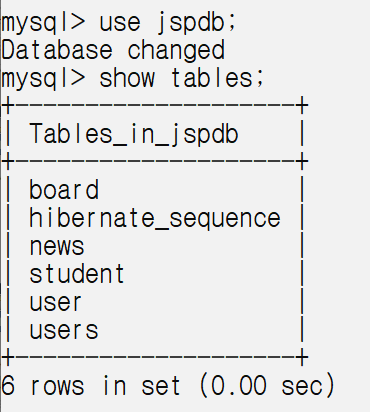 mysql> use jspdb;
Database changed
mysql> show tables;
+----------------------+
| Tables_in_jspdb      |
+----------------------+
| board                |
| hibernate_sequence |
| news                 |
| student              |
| user                 |
| users                |
+----------------------+
6 rows in set (0.00 sec)